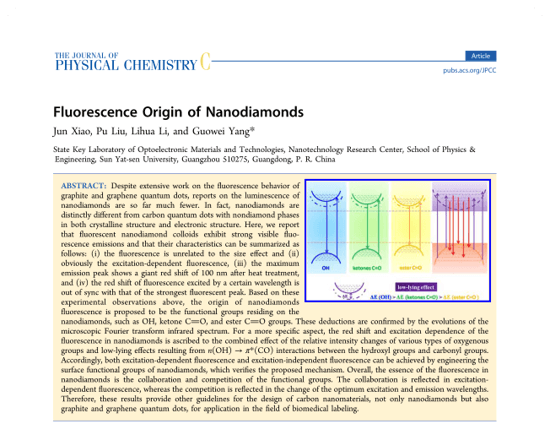 THE JOURNAL OF
PHYSICAL CHEMISTRY C
Article
pubs.acs.org/JPCC
Fluorescence Origin of Nanodiamonds
Jun Xiao, Pu Liu, Lihua Li, and Guowei Yang*
State Key Laboratory of Optoelectronic Materials and Technologies, Nanotechnology Research Center, School of Physics &
Engineering, Sun Yat-sen University, Guangzhou 510275, Guangdong, P. R. China
ABSTRACT: Despite extensive work on the fluorescence behavior of
graphite and graphene quantum dots, reports on the luminescence of
nanodiamonds are so far much fewer. In fact, nanodiamonds are
distinctly different from carbon quantum dots with nondiamond phases
in both crystalline structure and electronic structure. Here, we report
that fluorescent nanodiamond colloids exhibit strong visible fluo-
rescence emissions and that their characteristics can be summarized as
follows: (i) the fluorescence is unrelated to the size effect and (ii)
obviously the excitation-dependent fluorescence, (iii) the maximum
emission peak shows a giant red shift of 100 nm after heat treatment,
and (iv) the red shift of fluorescence excited by a certain wavelength is
out of sync with that of the strongest fluorescent peak. Based on these
experimental observations above, the origin of nanodiamonds
fluorescence is proposed to be the functional groups residing on the
nanodiamonds, such as OH, ketone C=O, and ester C=O groups. These deductions are confirmed by the evolutions of the
microscopic Fourier transform infrared spectrum. For a more specific aspect, the red shift and excitation dependence of the
fluorescence in nanodiamonds is ascribed to the combined effect of the relative intensity changes of various types of oxygenous
groups and low-lying effects resulting from n(OH) → π*(CO) interactions between the hydroxyl groups and carbonyl groups.
Accordingly, both excitation-dependent fluorescence and excitation-independent fluorescence can be achieved by engineering the
surface functional groups of nanodiamonds, which verifies the proposed mechanism. Overall, the essence of the fluorescence in
nanodiamonds is the collaboration and competition of the functional groups. The collaboration is reflected in excitation-
dependent fluorescence, whereas the competition is reflected in the change of the optimum excitation and emission wavelengths.
Therefore, these results provide other guidelines for the design of carbon nanomaterials, not only nanodiamonds but also
graphite and graphene quantum dots, for application in the field of biomedical labeling.
OH
ketones C=O
ester C=O
low-lying effect
ΔE (OH) > ΔE (ketones C=O) > ΔE (ester C=O)